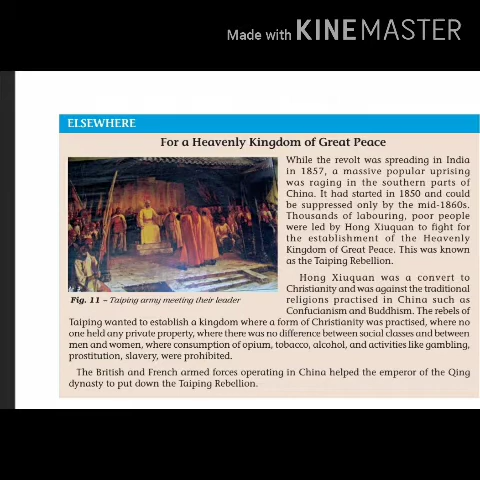 Made with KINEMASTER
ELSEWHERE
For a Heavenly Kingdom of Great Peace
While the revolt was spreading in India
in 1857, a massive popular uprising
was raging in the southern parts of
China. It had started in 1850 and could
be suppressed only by the mid-1860s.
Thousands of labouring, poor people
were led by Hong Xiuquan to fight for
the establishment of the Heavenly
Kingdom of Great Peace. This was known
as the Taiping Rebellion.
Fig. 11 – Taiping army meeting their leader
Hong Xiuquan was a convert to
Christianity and was against the traditional
religions practised in China such as
Confucianism and Buddhism. The rebels of
Taiping wanted to establish a kingdom where a form of Christianity was practised, where no
one held any private property, where there was no difference between social classes and between
men and women, where consumption of opium, tobacco, alcohol, and activities like gambling,
prostitution, slavery, were prohibited.
The British and French armed forces operating in China helped the emperor of the Qing
dynasty to put down the Taiping Rebellion.